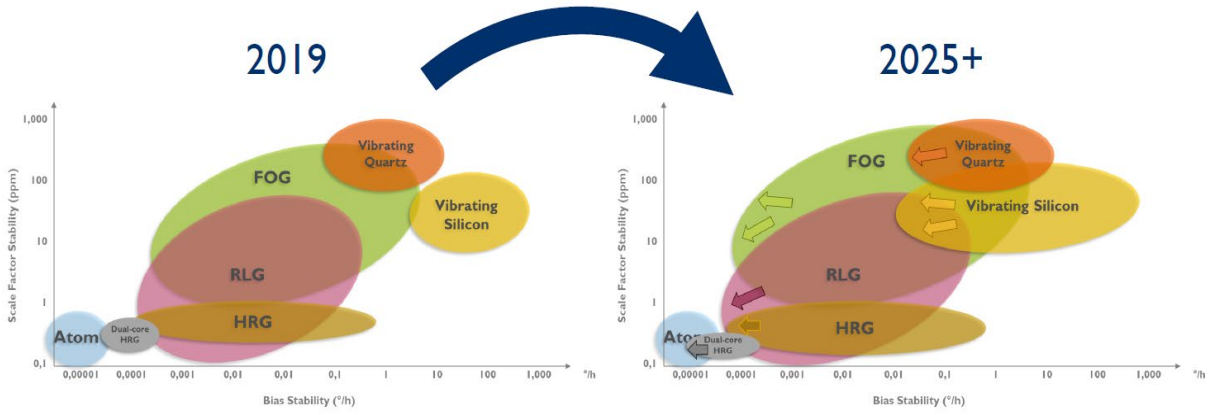 2019
2025+
Scale Factor Stability (ppm)
1,000
100
10
1
0,1
Vibrating
Quartz
FOG
Vibrating
Silicon
RLG
HRG
Atom
Dual-core
HRG
0,00001
0,0001
0,001
0,01
0,01
0,1
1
10
100
1,000
°/h
Bias Stability (°/h)
Scale Factor Stability (ppm)
1,000
100
10
1
0,1
FOG
Vibrating
Quartz
Vibrating Silicon
RLG
HRG
Atom
Dual-core
HRG
0,00001
0,0001
0,001
0,01
0,01
0,1
1
10
100
1,000
°/h
Bias Stability (°/h)